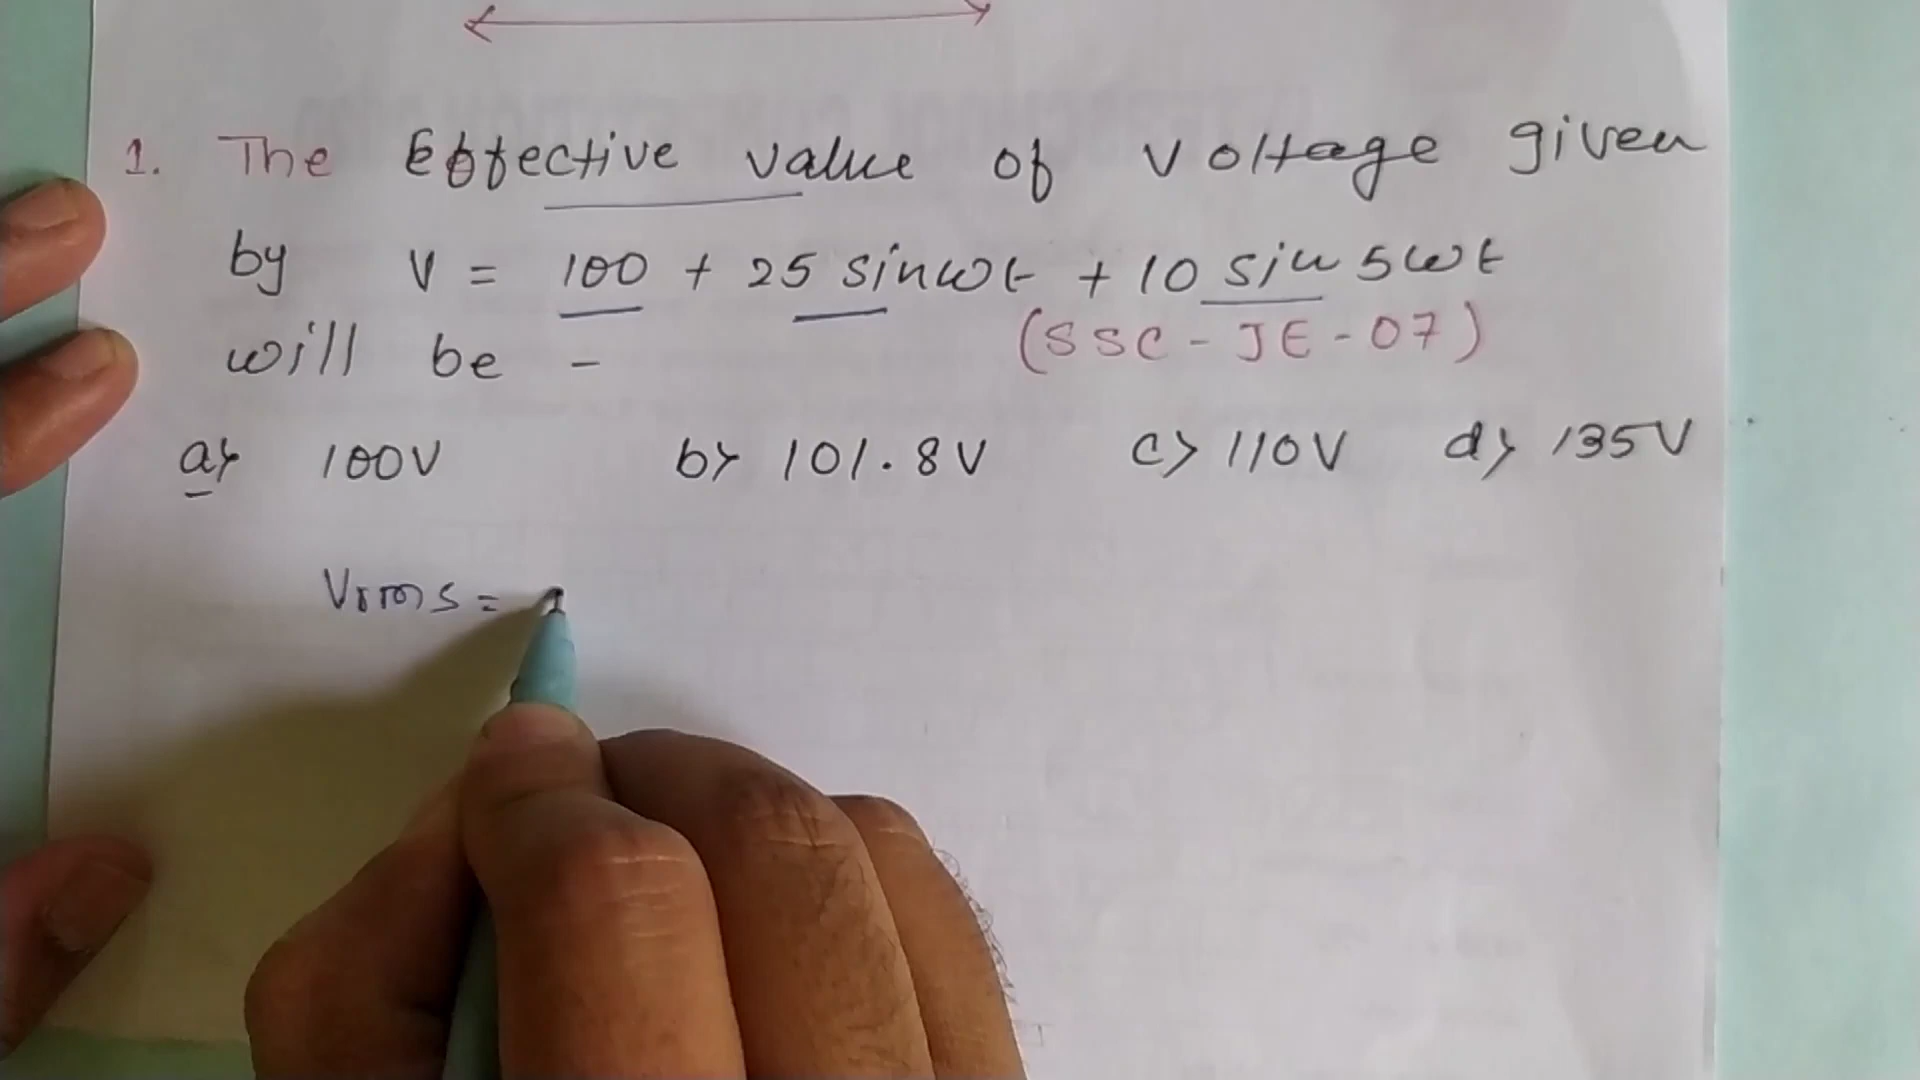 1. The Effective value of voltage given
by V = 100 + 25 sinωt + 10 sin 5ωt
will be - (SSC - JE - 07)
a) 100V b) 101.8V c) 110V d) 135V
Vrms =